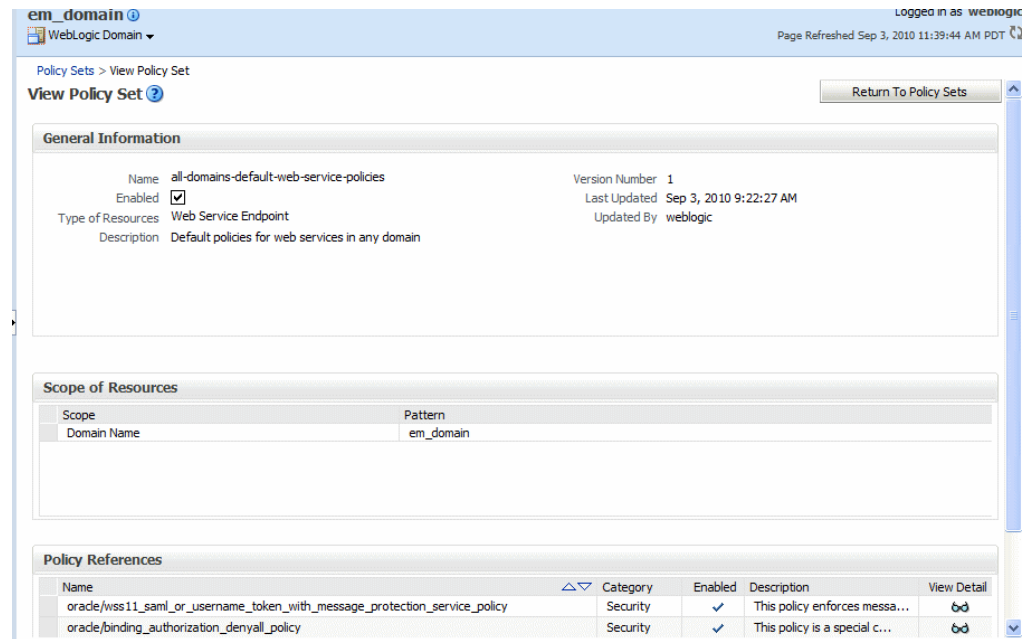 em_domain
Logged in as weblogic
WebLogic Domain
Page Refreshed Sep 3, 2010 11:39:44 AM PDT
Policy Sets > View Policy Set
View Policy Set
Return To Policy Sets
General Information
Name all-domains-default-web-service-policies
Version Number 1
Enabled
Last Updated Sep 3, 2010 9:22:27 AM
Type of Resources Web Service Endpoint
Updated By weblogic
Description Default policies for web services in any domain
Scope of Resources
Scope Pattern
Domain Name em_domain
Policy References
Name Category Enabled Description View Detail
oracle/wss11_saml_or_username_token_with_message_protection_service_policy Security This policy enforces messa...
oracle/binding_authorization_denyall_policy Security This policy is a special c...